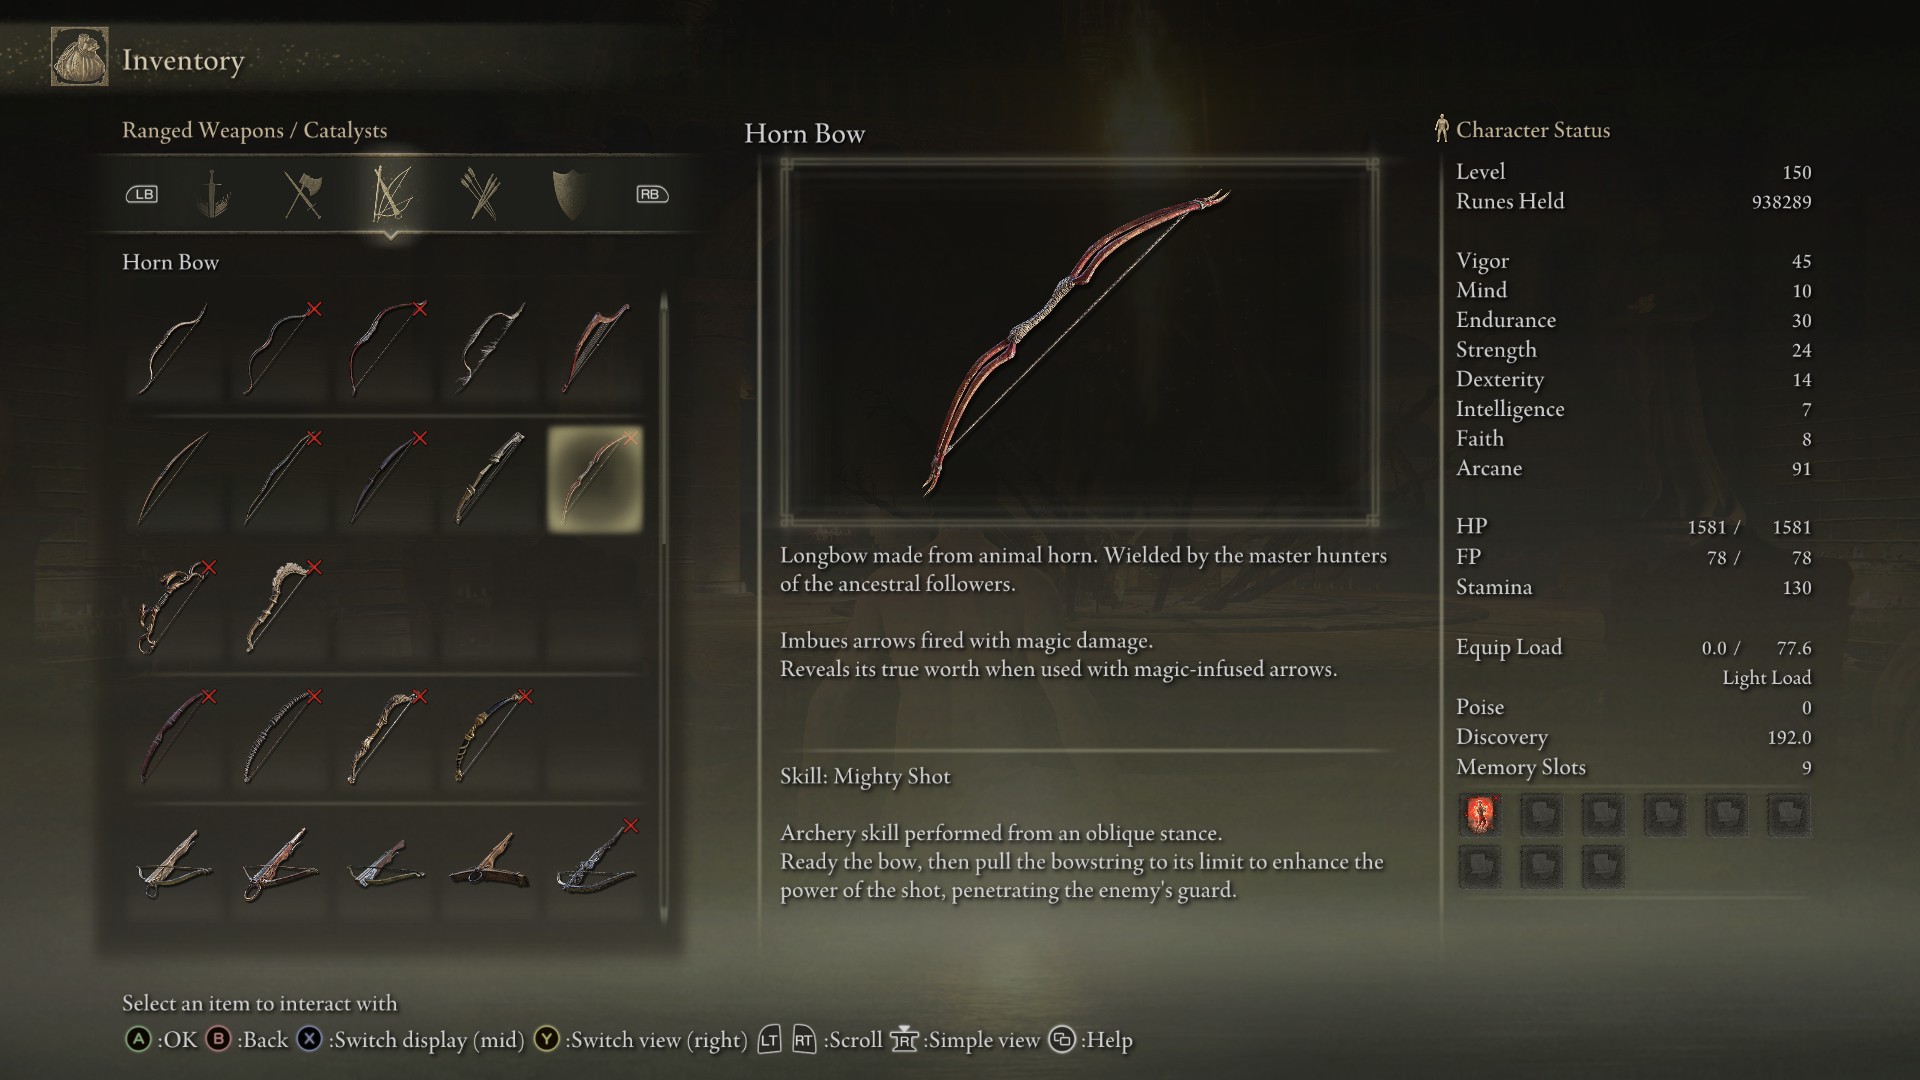 Inventory
Ranged Weapons / Catalysts
LB
RB
Horn Bow
Horn Bow
Longbow made from animal horn. Wielded by the master hunters
of the ancestral followers.
Imbues arrows fired with magic damage.
Reveals its true worth when used with magic-infused arrows.
Skill: Mighty Shot
Archery skill performed from an oblique stance.
Ready the bow, then pull the bowstring to its limit to enhance the
power of the shot, penetrating the enemy's guard.
Character Status
Level 150
Runes Held 938289
Vigor 45
Mind 10
Endurance 30
Strength 24
Dexterity 14
Intelligence 7
Faith 8
Arcane 91
HP 1581 / 1581
FP 78 / 78
Stamina 130
Equip Load 0.0 / 77.6
Light Load
Poise 0
Discovery 192.0
Memory Slots 9
Select an item to interact with
A :OK B :Back X :Switch display (mid) Y :Switch view (right) LT RT :Scroll R :Simple view :Help